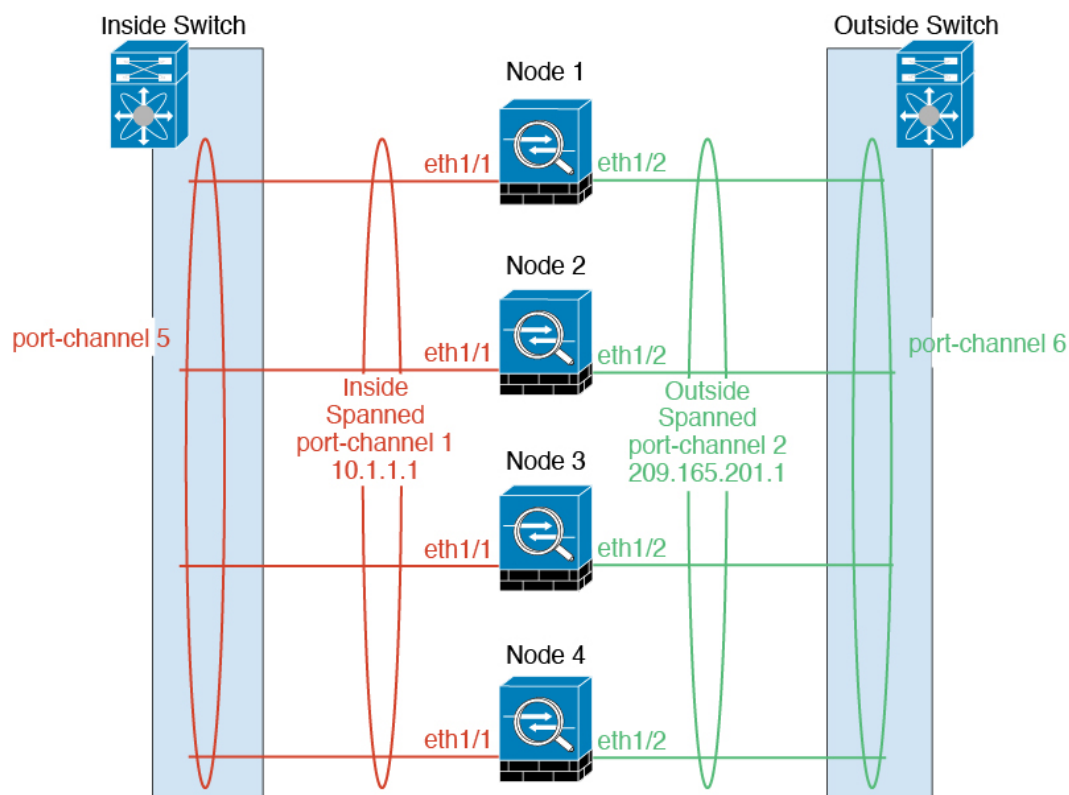 Inside Switch
Outside Switch
Node 1
eth1/1
eth1/2
Node 2
port-channel 5
port-channel 6
eth1/1
eth1/2
Inside
Spanned
port-channel 1
10.1.1.1
Outside
Spanned
port-channel 2
209.165.201.1
Node 3
eth1/1
eth1/2
Node 4
eth1/1
eth1/2